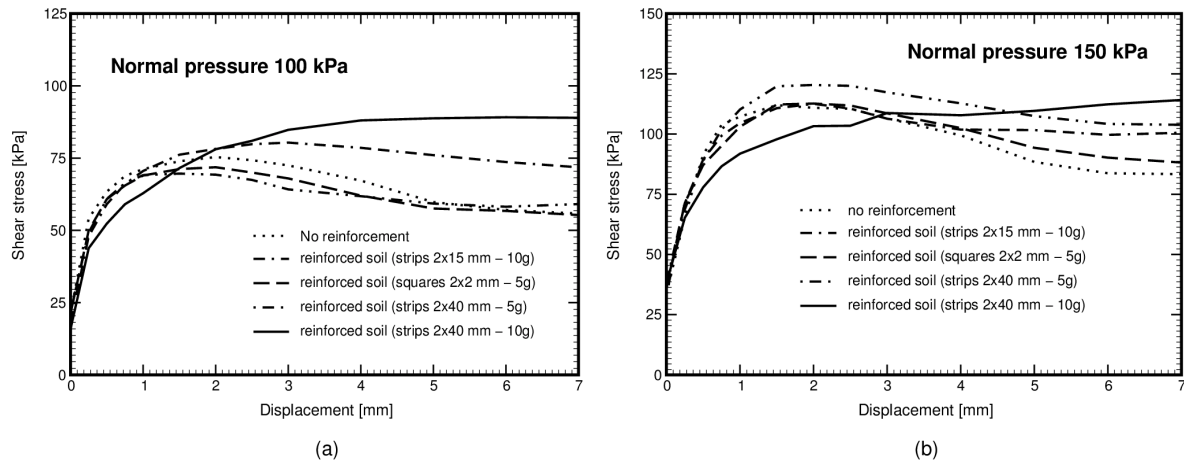 125
100
75
50
25
0
Shear stress [kPa]
Normal pressure 100 kPa
No reinforcement
reinforced soil (strips 2x15 mm − 10g)
reinforced soil (squares 2x2 mm − 5g)
reinforced soil (strips 2x40 mm − 5g)
reinforced soil (strips 2x40 mm − 10g)
0 1 2 3 4 5 6 7
Displacement [mm]
(a)
150
125
100
75
50
25
0
Shear stress [kPa]
Normal pressure 150 kPa
no reinforcement
reinforced soil (strips 2x15 mm − 10g)
reinforced soil (squares 2x2 mm − 5g)
reinforced soil (strips 2x40 mm − 5g)
reinforced soil (strips 2x40 mm − 10g)
0 1 2 3 4 5 6 7
Displacement [mm]
(b)